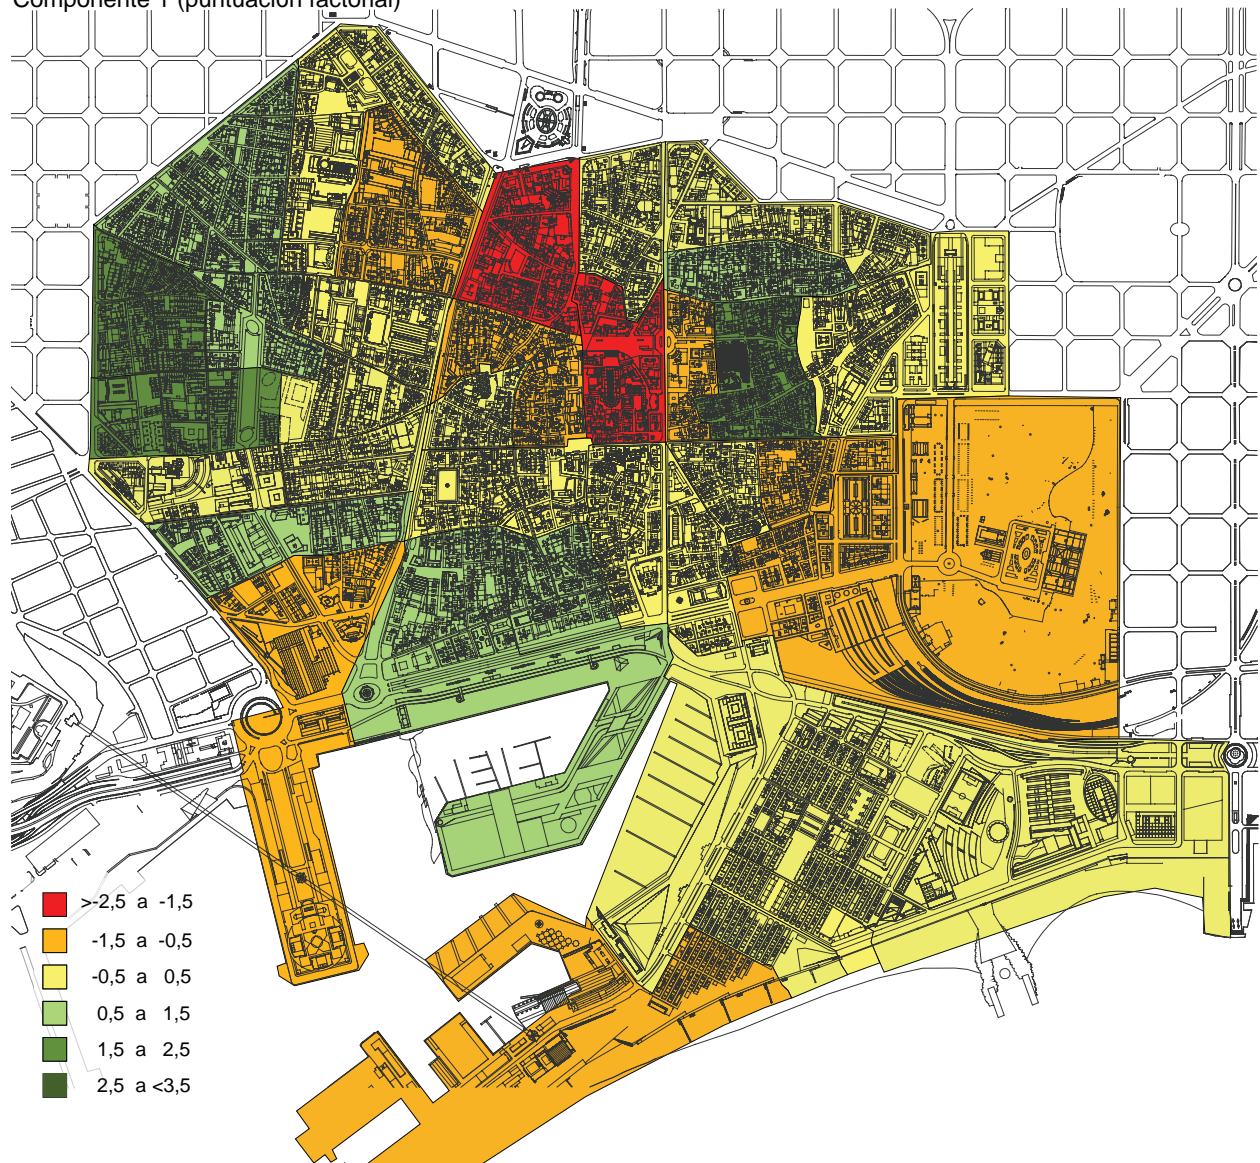 Componente 1 (puntuación factorial)
>-2,5 a -1,5
-1,5 a -0,5
-0,5 a 0,5
0,5 a 1,5
1,5 a 2,5
2,5 a <3,5